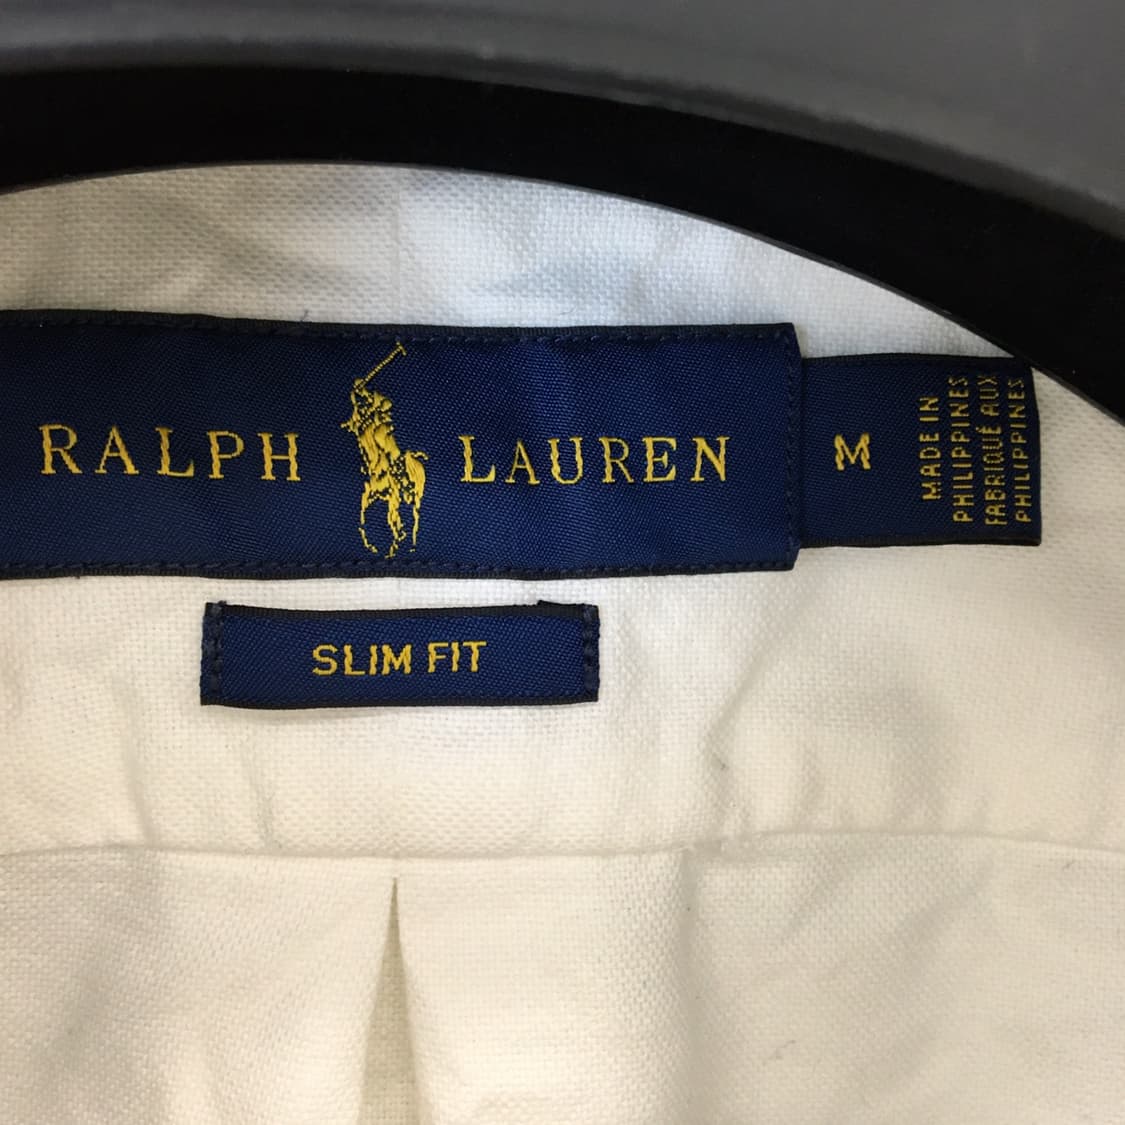 RALPH LAUREN
M
MADE IN
PHILIPPINES
FABRIQUÉ AUX
PHILIPPINES
SLIM FIT